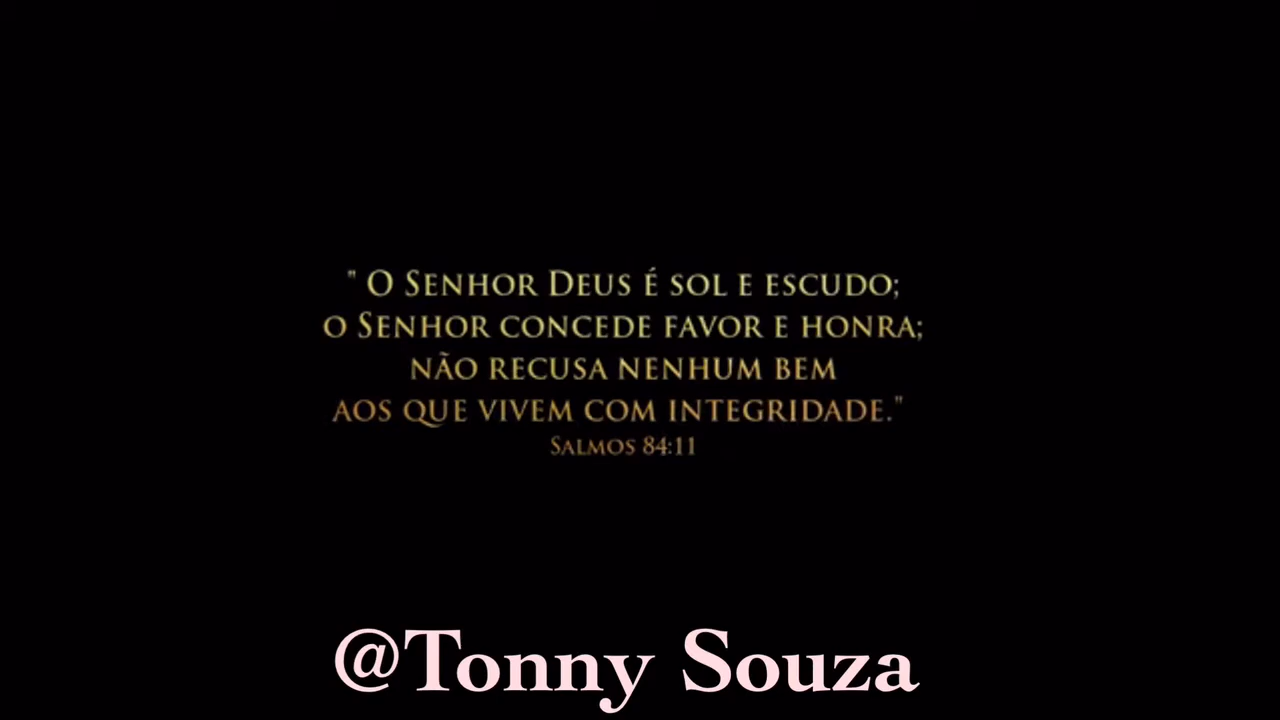 " O Senhor Deus é sol e escudo;
o Senhor concede favor e honra;
não recusa nenhum bem
aos que vivem com integridade."
Salmos 84:11
@Tonny Souza